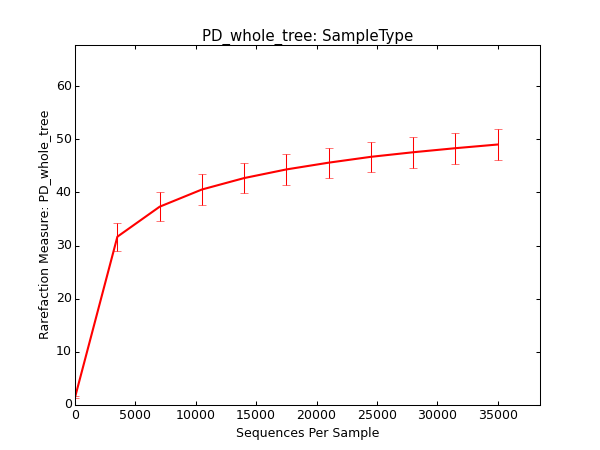 PD_whole_tree: SampleType
Rarefaction Measure: PD_whole_tree
60
50
40
30
20
10
0
0 5000 10000 15000 20000 25000 30000 35000
Sequences Per Sample